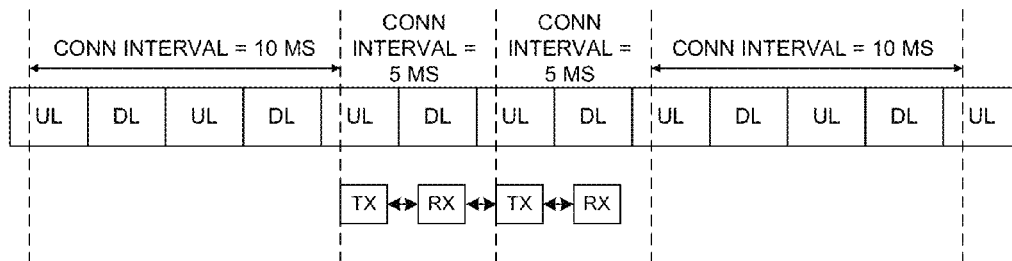 CONN INTERVAL = 10 MS
CONN
INTERVAL =
5 MS
CONN
INTERVAL =
5 MS
CONN INTERVAL = 10 MS
UL DL UL DL UL DL UL DL UL DL UL DL UL
TX RX TX RX